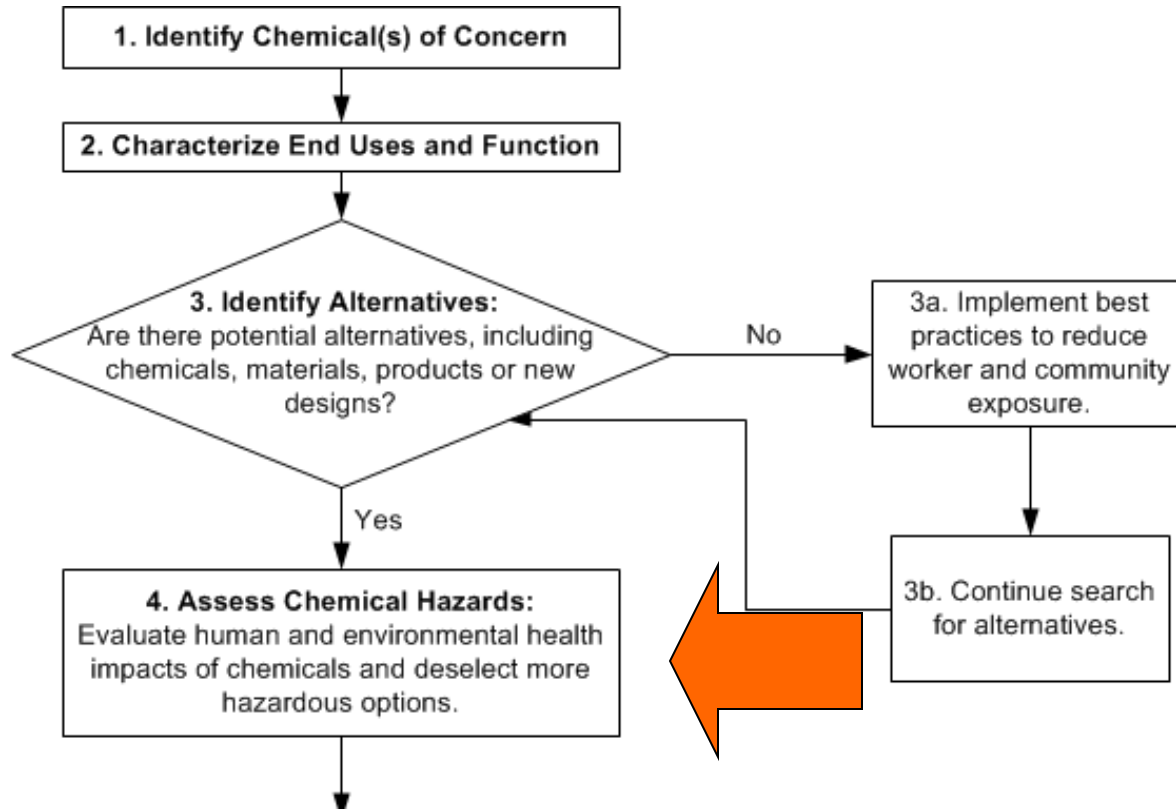 1. Identify Chemical(s) of Concern
2. Characterize End Uses and Function
3. Identify Alternatives:
Are there potential alternatives, including
chemicals, materials, products or new
designs?
No
3a. Implement best
practices to reduce
worker and community
exposure.
3b. Continue search
for alternatives.
Yes
4. Assess Chemical Hazards:
Evaluate human and environmental health
impacts of chemicals and deselect more
hazardous options.